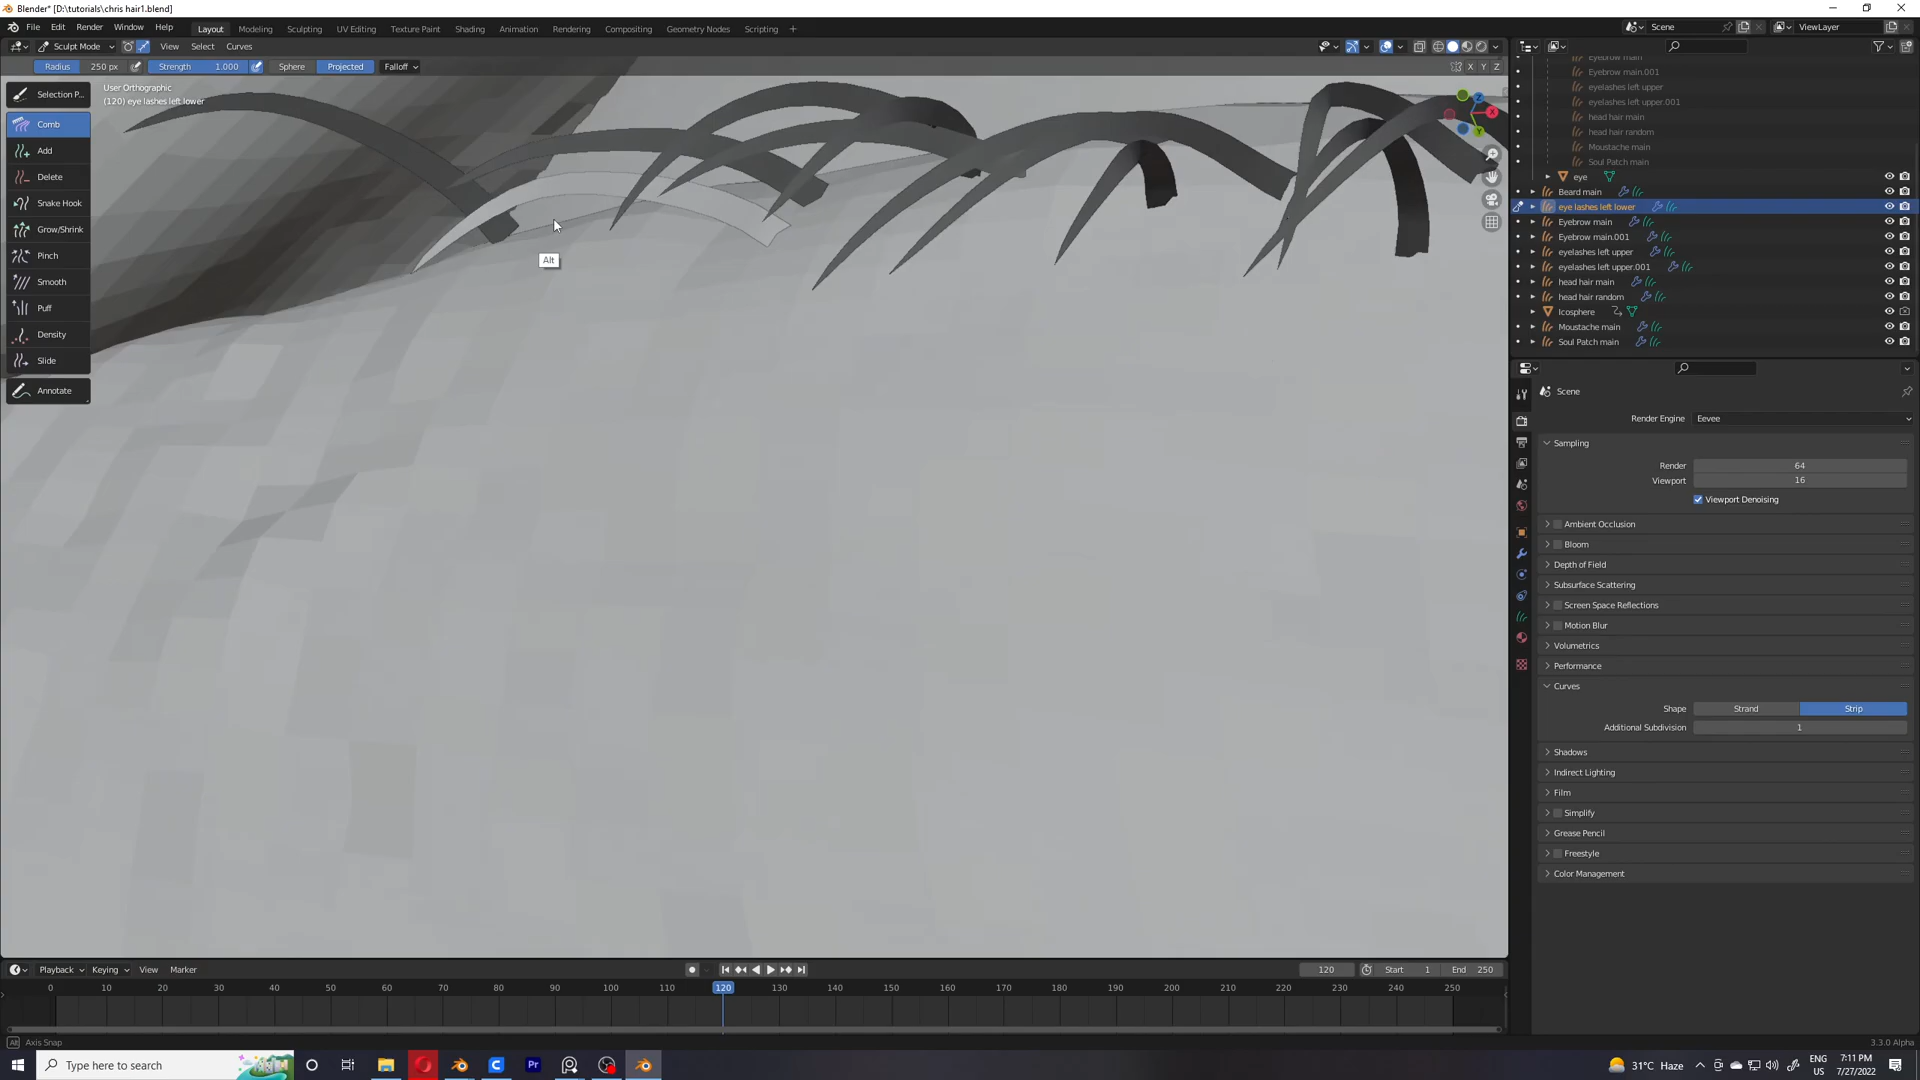 Blender* [D:\tutorials\chris hair1.blend]
File Edit Render Window Help Layout Modeling Sculpting UV Editing Texture Paint Shading Animation Rendering Compositing Geometry Nodes Scripting + Scene ViewLayer
Sculpt Mode View Select Curves
Radius 250 px Strength 1.000 Sphere Projected Falloff X Y Z
User Orthographic
(120) eye lashes left lower
Selection P...
Comb
Add
Delete
Snake Hook
Grow/Shrink
Pinch
Smooth
Puff
Density
Slide
Annotate
Alt
Z
X
Y
Eyebrow main
Eyebrow main.001
eyelashes left upper
eyelashes left upper.001
head hair main
head hair random
Moustache main
Soul Patch main
eye
Beard main
eye lashes left lower
Eyebrow main
Eyebrow main.001
eyelashes left upper
eyelashes left upper.001
head hair main
head hair random
Icosphere
Moustache main
Soul Patch main
Scene
Render Engine Eevee
Sampling
Render 64
Viewport 16
Viewport Denoising
Ambient Occlusion
Bloom
Depth of Field
Subsurface Scattering
Screen Space Reflections
Motion Blur
Volumetrics
Performance
Curves
Shape Strand Strip
Additional Subdivision 1
Shadows
Indirect Lighting
Film
Simplify
Grease Pencil
Freestyle
Color Management
Playback Keying View Marker 120 Start 1 End 250
0 10 20 30 40 50 60 70 80 90 100 110 120 130 140 150 160 170 180 190 200 210 220 230 240 250
Alt Axis Snap 3.3.0 Alpha
Type here to search Pr 31°C Haze ENG US 7:11 PM 7/27/2022